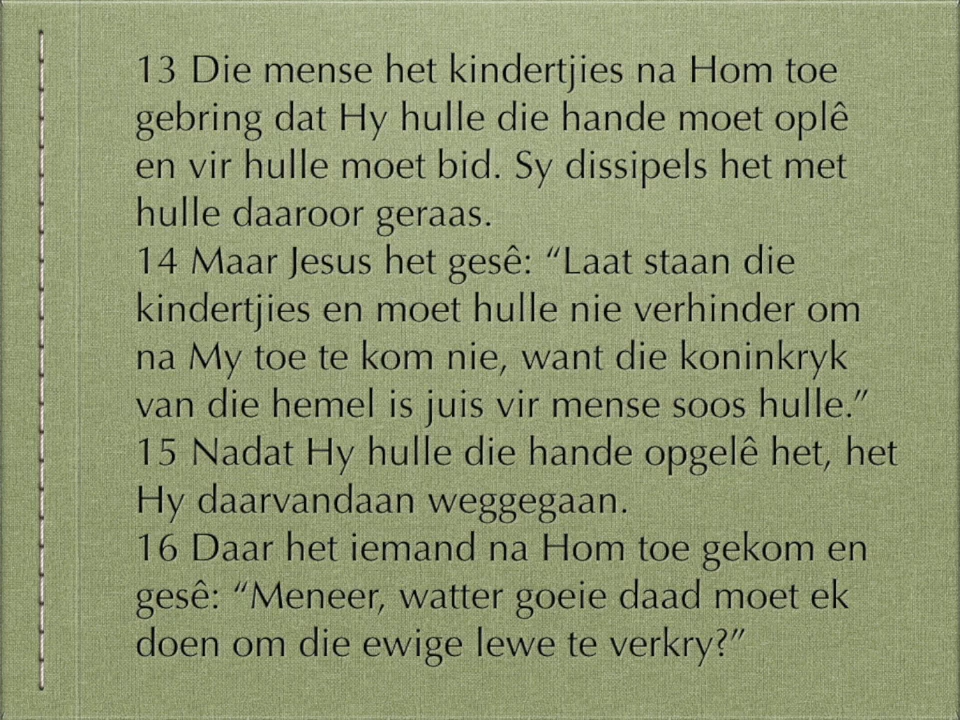 13 Die mense het kindertjies na Hom toe
gebring dat Hy hulle die hande moet oplê
en vir hulle moet bid. Sy dissipels het met
hulle daaroor geraas.
14 Maar Jesus het gesê: “Laat staan die
kindertjies en moet hulle nie verhinder om
na My toe te kom nie, want die koninkryk
van die hemel is juis vir mense soos hulle.”
15 Nadat Hy hulle die hande opgelê het, het
Hy daarvandaan weggegaan.
16 Daar het iemand na Hom toe gekom en
gesê: “Meneer, watter goeie daad moet ek
doen om die ewige lewe te verkry?”